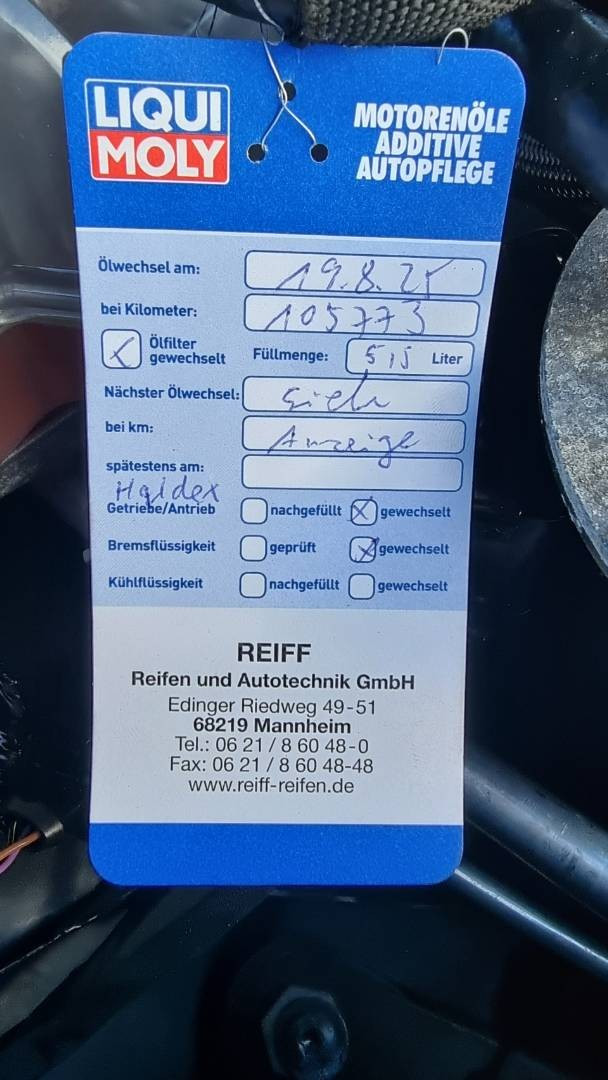 LIQUI
MOLY
MOTORENÖLE
ADDITIVE
AUTOPFLEGE
Ölwechsel am: 19.8.25
bei Kilometer: 105773
Ölfilter
gewechselt
Füllmenge: 5,5 Liter
Nächster Ölwechsel: sieh
bei km: Anzeige
spätestens am:
Haldex
Getriebe/Antrieb nachgefüllt gewechselt
Bremsflüssigkeit geprüft gewechselt
Kühlflüssigkeit nachgefüllt gewechselt
REIFF
Reifen und Autotechnik GmbH
Edinger Riedweg 49-51
68219 Mannheim
Tel.: 06 21 / 8 60 48-0
Fax: 06 21 / 8 60 48-48
www.reiff-reifen.de